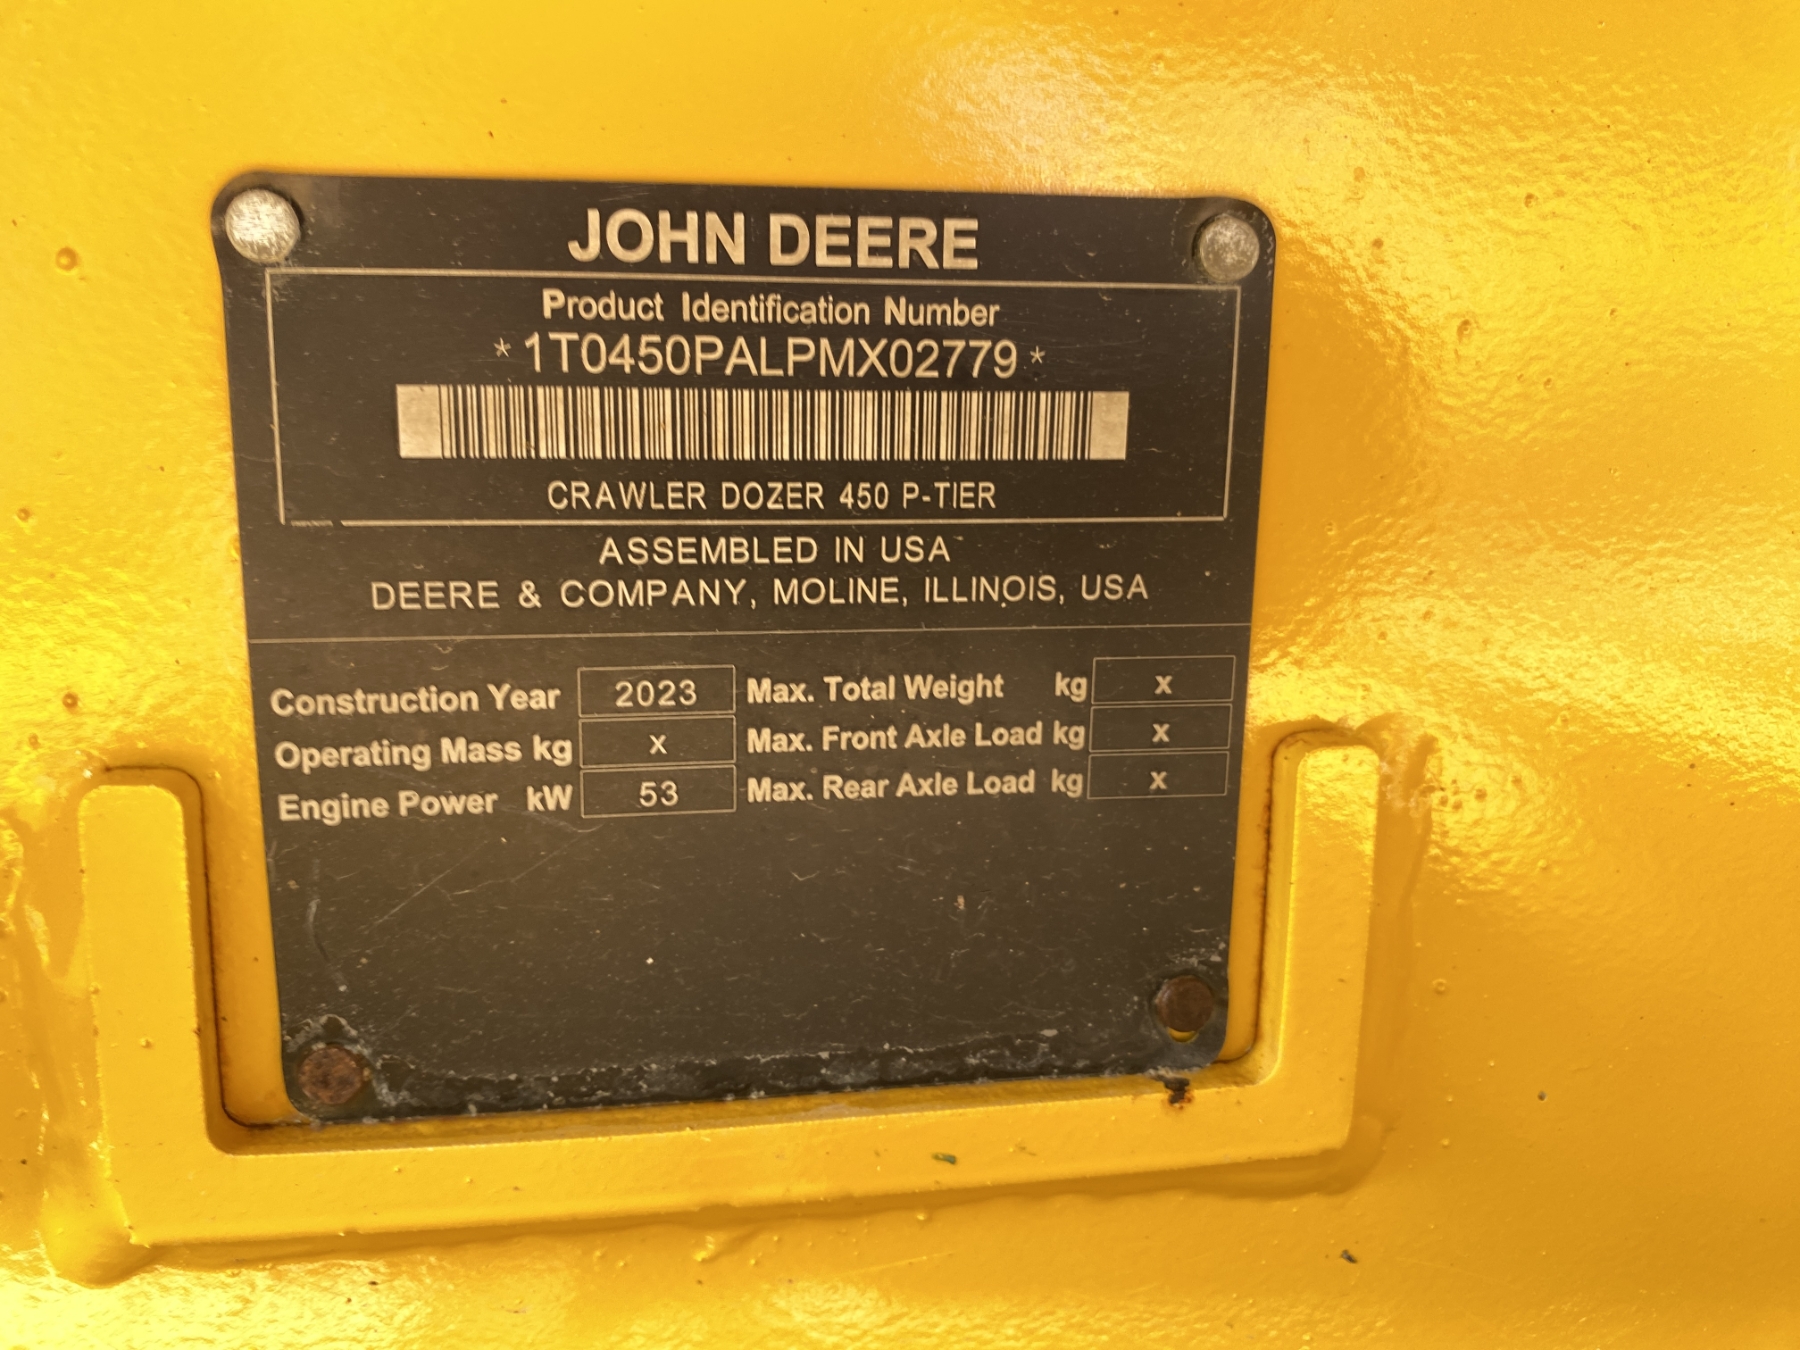 JOHN DEERE
Product Identification Number
*1T0450PALPMX02779*
CRAWLER DOZER 450 P-TIER
ASSEMBLED IN USA
DEERE & COMPANY, MOLINE, ILLINOIS, USA
Construction Year 2023 Max. Total Weight kg x
Operating Mass kg x Max. Front Axle Load kg x
Engine Power kW 53 Max. Rear Axle Load kg x